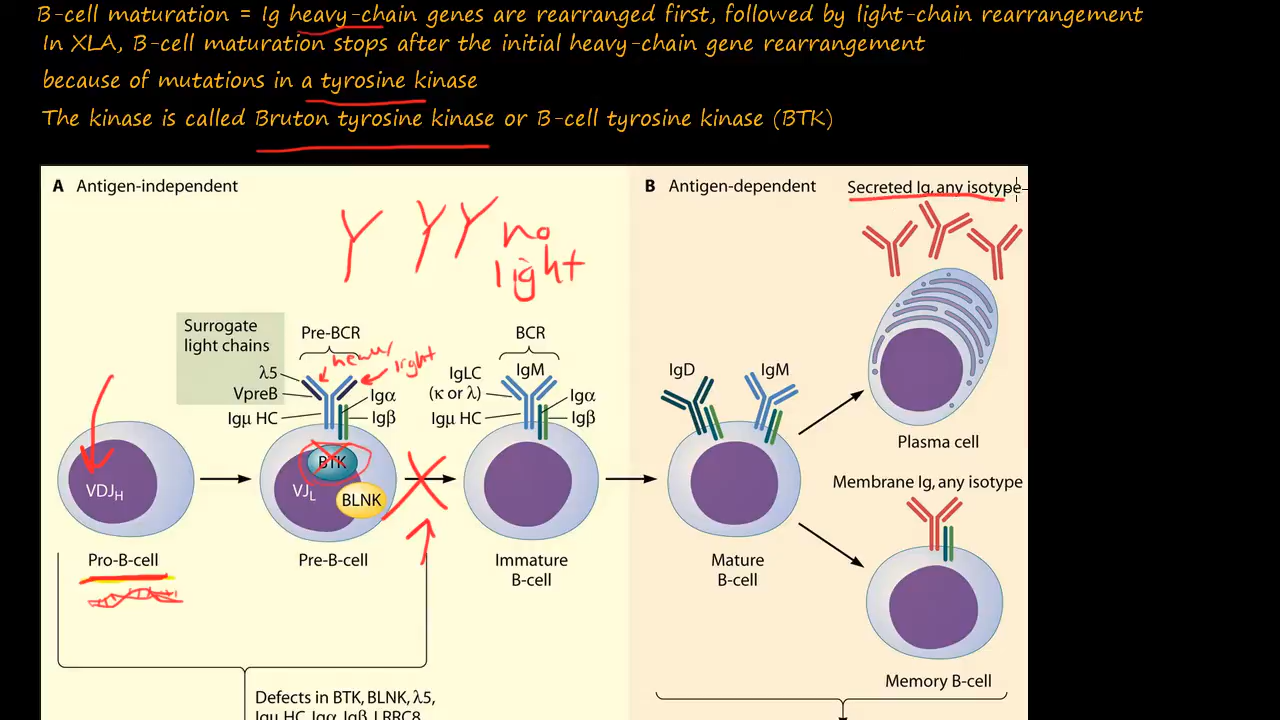 B-cell maturation = Ig heavy-chain genes are rearranged first, followed by light-chain rearrangement
In XLA, B-cell maturation stops after the initial heavy-chain gene rearrangement
because of mutations in a tyrosine kinase
The kinase is called Bruton tyrosine kinase or B-cell tyrosine kinase (BTK)
A Antigen-independent
no
light
Surrogate
light chains
Pre-BCR
heavy
light
λ5
VpreB
Igα
Igμ HC
Igβ
BCR
IgM
IgLC
(κ or λ)
Igα
Igμ HC
Igβ
VDJH
BTK
VJL
BLNK
Pro-B-cell
Pre-B-cell
Immature
B-cell
Defects in BTK, BLNK, λ5,
Igμ HC, Igα, Igβ, LRRC8
B Antigen-dependent
Secreted Ig, any isotype
IgD
IgM
Plasma cell
Membrane Ig, any isotype
Mature
B-cell
Memory B-cell